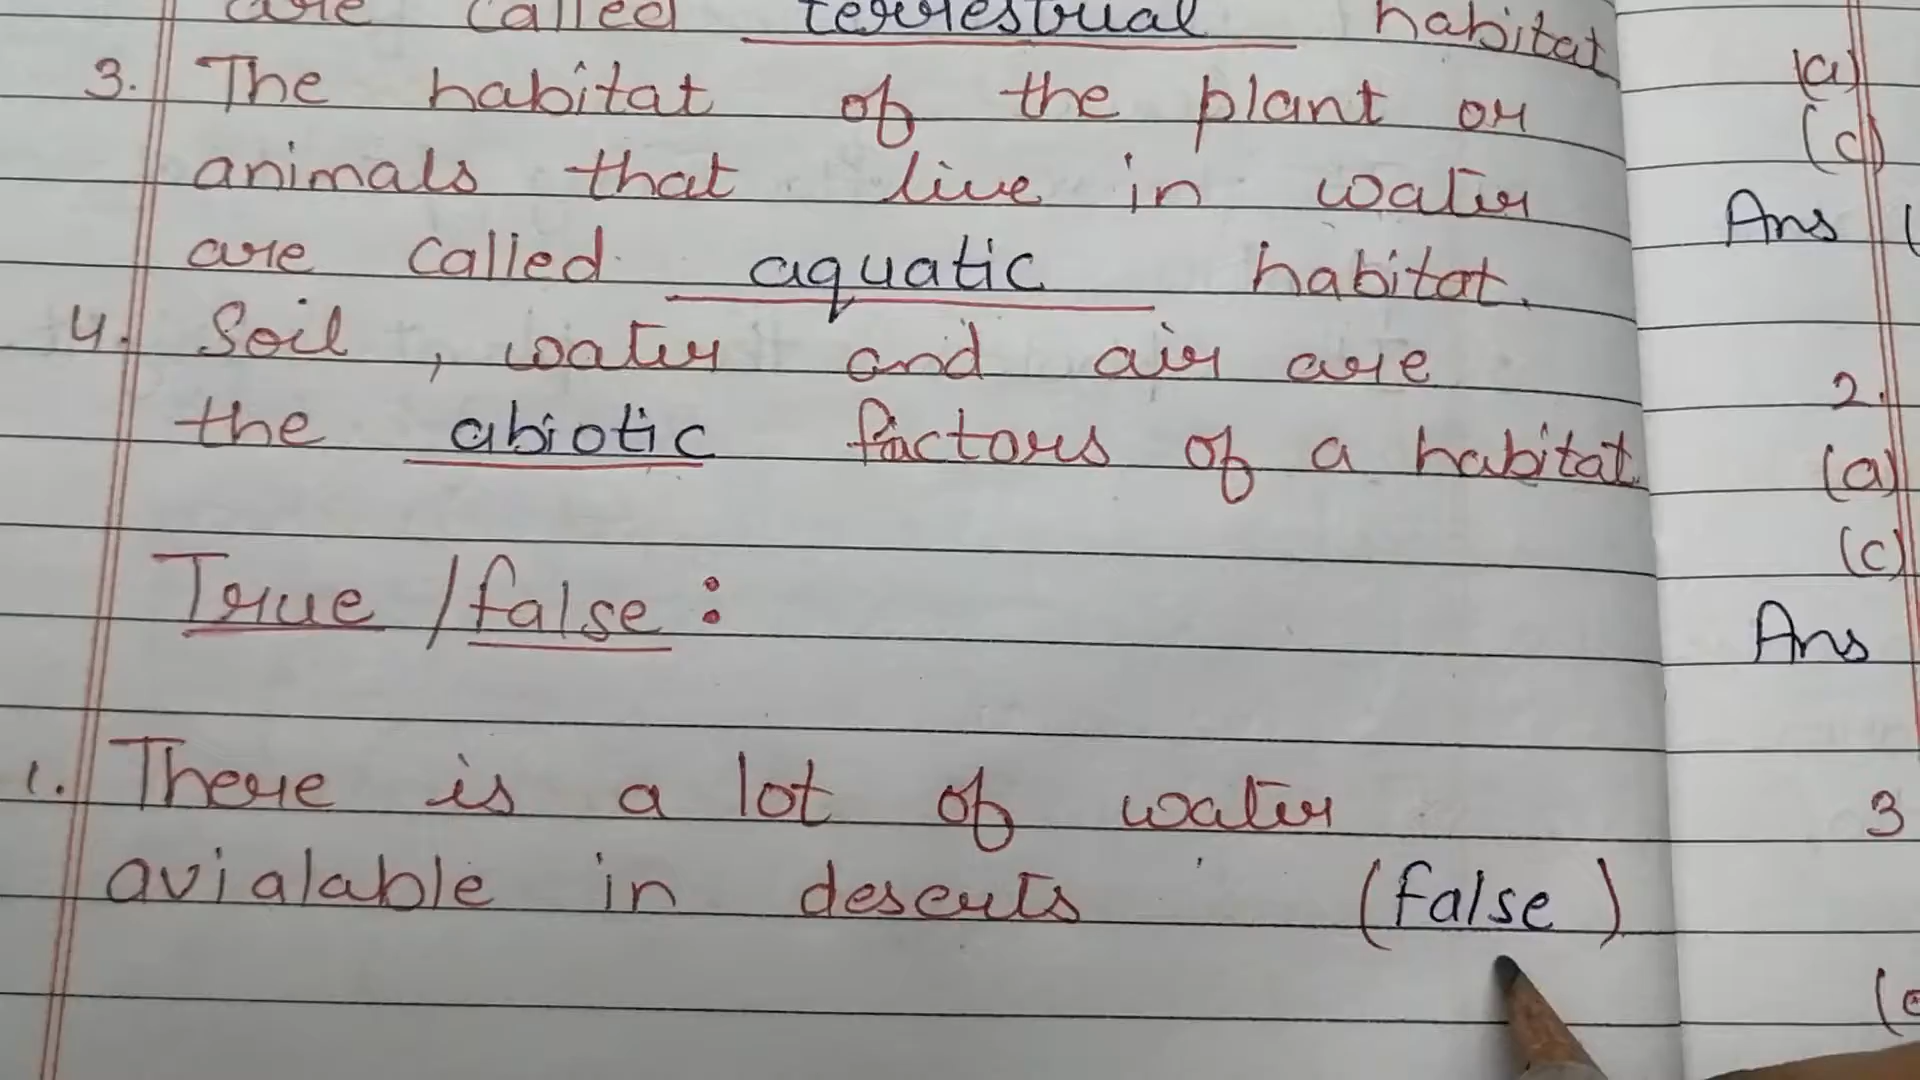 are called terrestrial habitat
3. The habitat of the plant or
animals that live in water
are called aquatic habitat.
4. Soil, water and air are
the abiotic factors of a habitat.
True / false :
1. There is a lot of water
avialable in deserts (false)
(a)
(c)
Ans (
2.
(a)
(c)
Ans
3